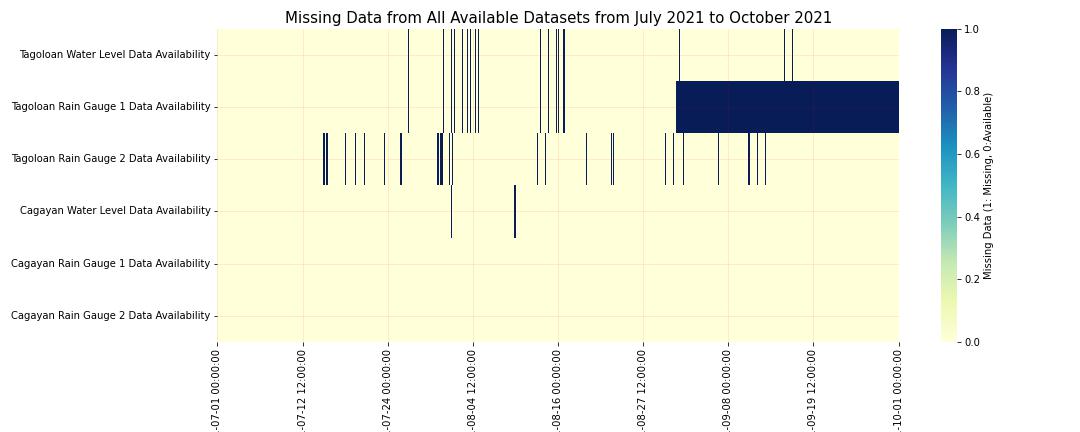 Missing Data from All Available Datasets from July 2021 to October 2021
Tagoloan Water Level Data Availability
Tagoloan Rain Gauge 1 Data Availability
Tagoloan Rain Gauge 2 Data Availability
Cagayan Water Level Data Availability
Cagayan Rain Gauge 1 Data Availability
Cagayan Rain Gauge 2 Data Availability
-07-01 00:00:00
-07-12 12:00:00
-07-24 00:00:00
-08-04 12:00:00
-08-16 00:00:00
-08-27 12:00:00
-09-08 00:00:00
-09-19 12:00:00
-10-01 00:00:00
1.0
0.8
0.6
0.4
0.2
0.0
Missing Data (1: Missing, 0:Available)